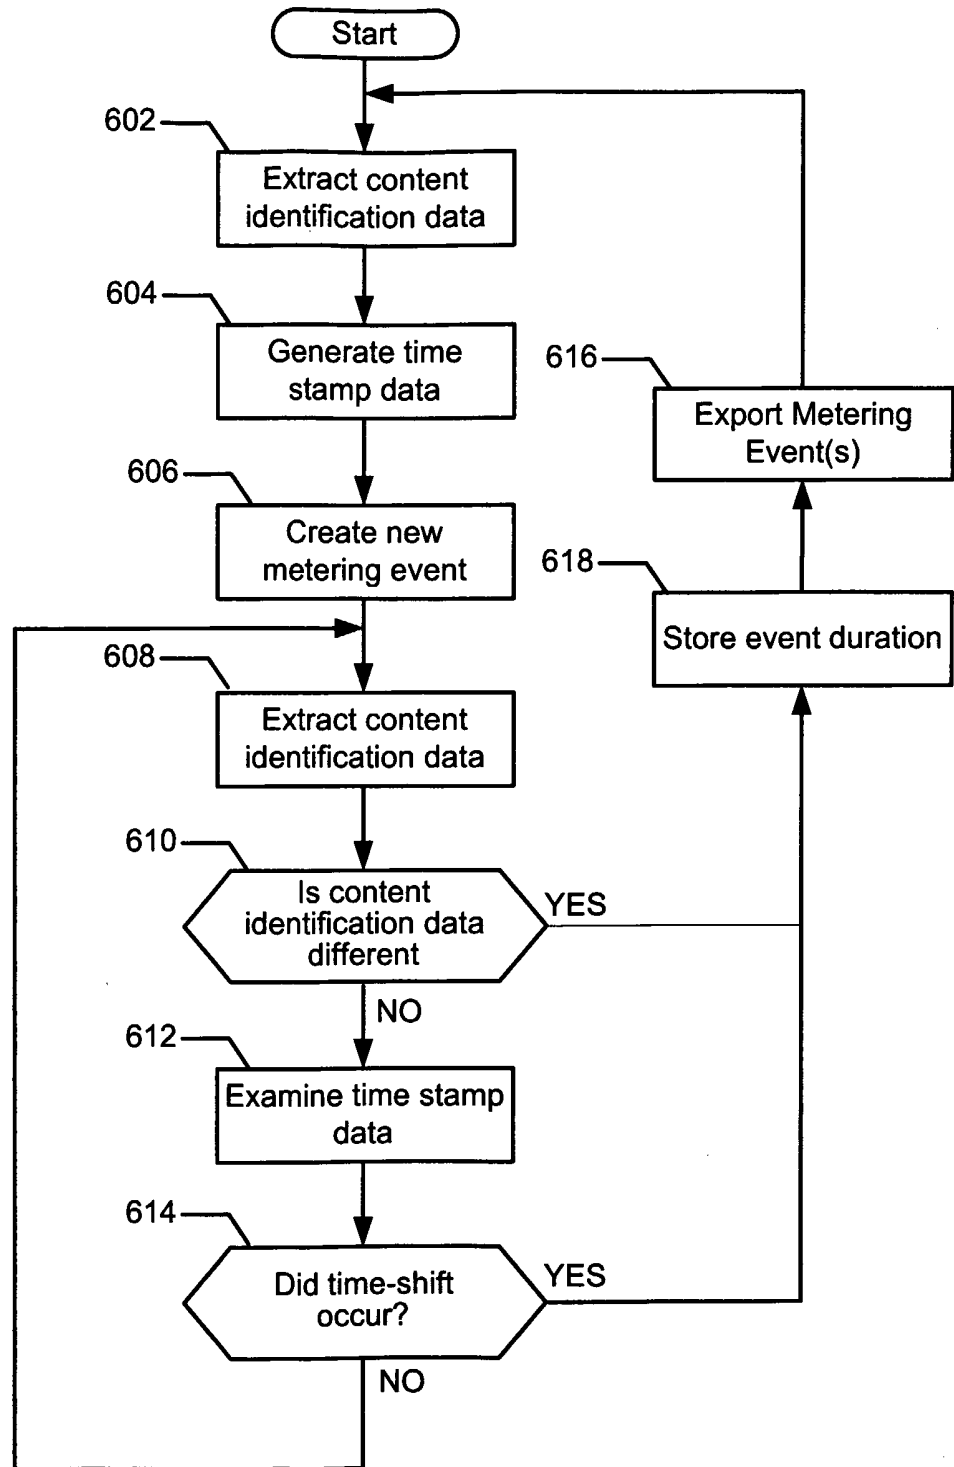 Start
602
Extract content
identification data
604
Generate time
stamp data
606
Create new
metering event
608
Extract content
identification data
610
Is content
identification data
different
YES
NO
612
Examine time stamp
data
614
Did time-shift
occur?
YES
NO
616
Export Metering
Event(s)
618
Store event duration